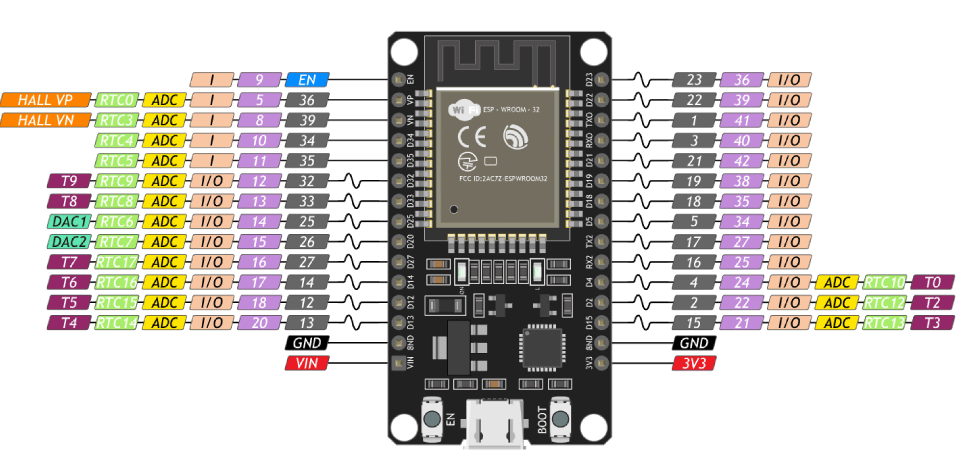 I 9 EN EN D23 23 36 I/O
HALL VP RTC0 ADC I 5 36 VP D22 22 39 I/O
HALL VN RTC3 ADC I 8 39 VN TX0 1 41 I/O
RTC4 ADC I 10 34 D34 RX0 3 40 I/O
RTC5 ADC I 11 35 D35 D21 21 42 I/O
T9 RTC9 ADC I/O 12 32 D32 D19 19 38 I/O
T8 RTC8 ADC I/O 13 33 D33 D18 18 35 I/O
DAC1 RTC6 ADC I/O 14 25 D25 D5 5 34 I/O
DAC2 RTC7 ADC I/O 15 26 D20 TX2 17 27 I/O
T7 RTC17 ADC I/O 16 27 D27 RX2 16 25 I/O
T6 RTC16 ADC I/O 17 14 D14 D4 4 24 I/O ADC RTC10 T0
T5 RTC15 ADC I/O 18 12 D12 D2 2 22 I/O ADC RTC12 T2
T4 RTC14 ADC I/O 20 13 D13 D15 15 21 I/O ADC RTC13 T3
GND GND GND GND
VIN VIN 3V3 3V3
Wi Fi ESP - WROOM - 32
CE
FCC ID:2AC7Z-ESPWROOM32
EN BOOT